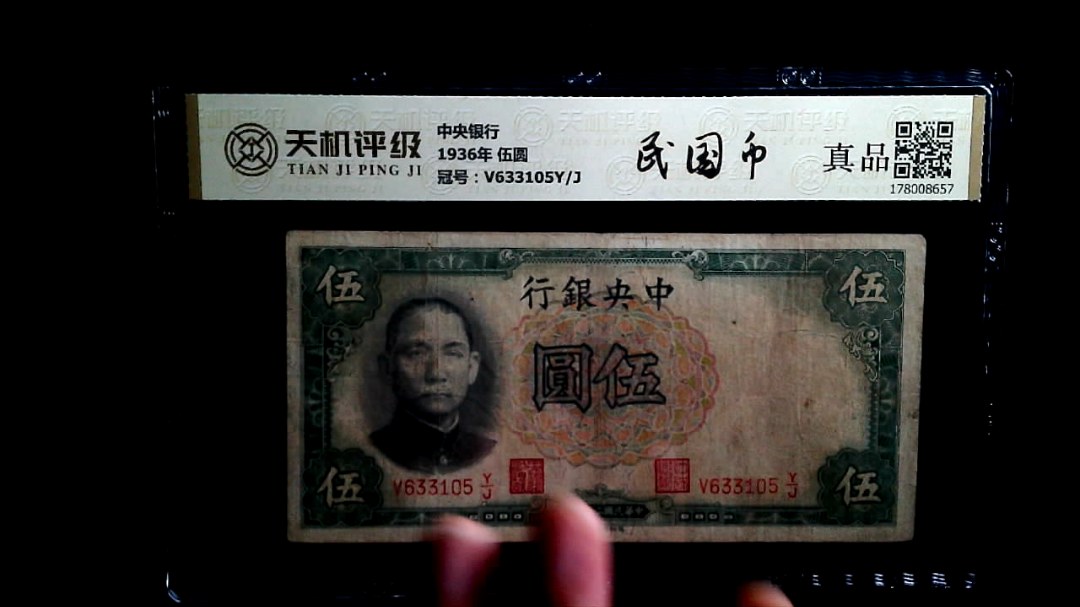 天机评级
TIAN JI PING JI
中央银行
1936年 伍圆
冠号：V633105Y/J
民国币
真品
178008657
伍
行銀央中
伍
圓伍
伍
V633105 Y/J
V633105 Y/J
伍